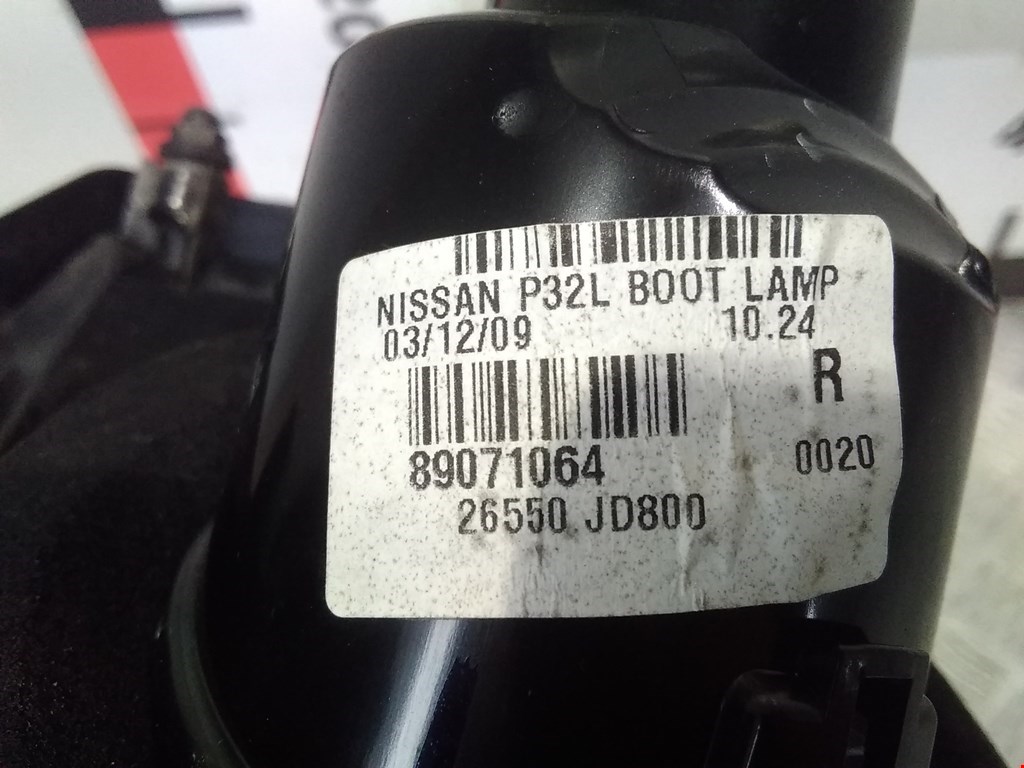 NISSAN P32L BOOT LAMP
03/12/09 10.24
R
89071064 0020
26550 JD800